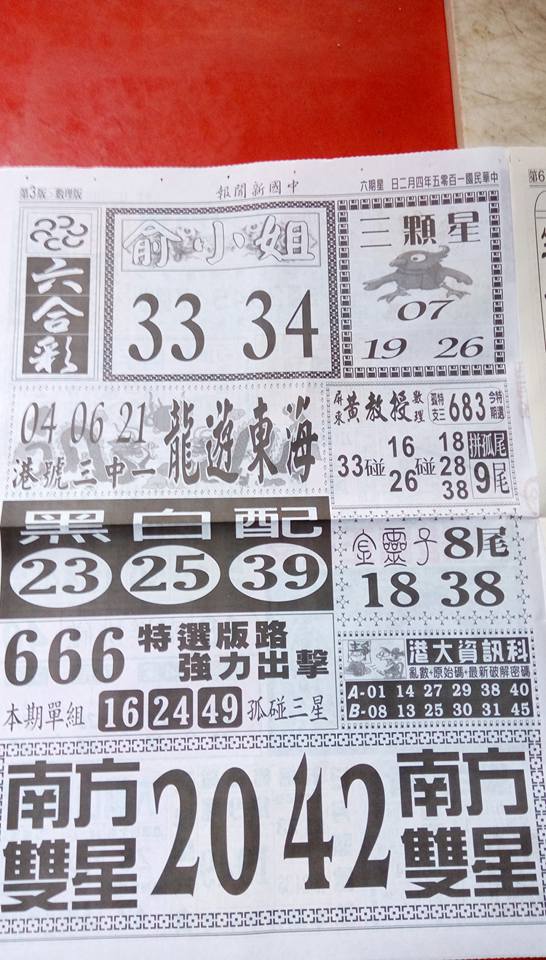 第3版．數理版
中國新聞報
中華民國一百零五年四月二日 星期六
第6
六合彩
俞小姐
33 34
三顆星
07
19 26
04 06 21
港號三中一
龍遊東海
屏東黃教授數理
孤特支三
683
今特期選
33碰
16
26
碰
18
28
38
拼孤尾
9尾
黑白配
23 25 39
金靈子 8尾
18 38
666 特選版路
強力出擊
本期單組 16 24 49 孤碰三星
港大資訊科
亂數+原始碼+最新破解密碼
A-01 14 27 29 38 40
B-08 13 25 30 31 45
南方雙星
20 42
南方雙星